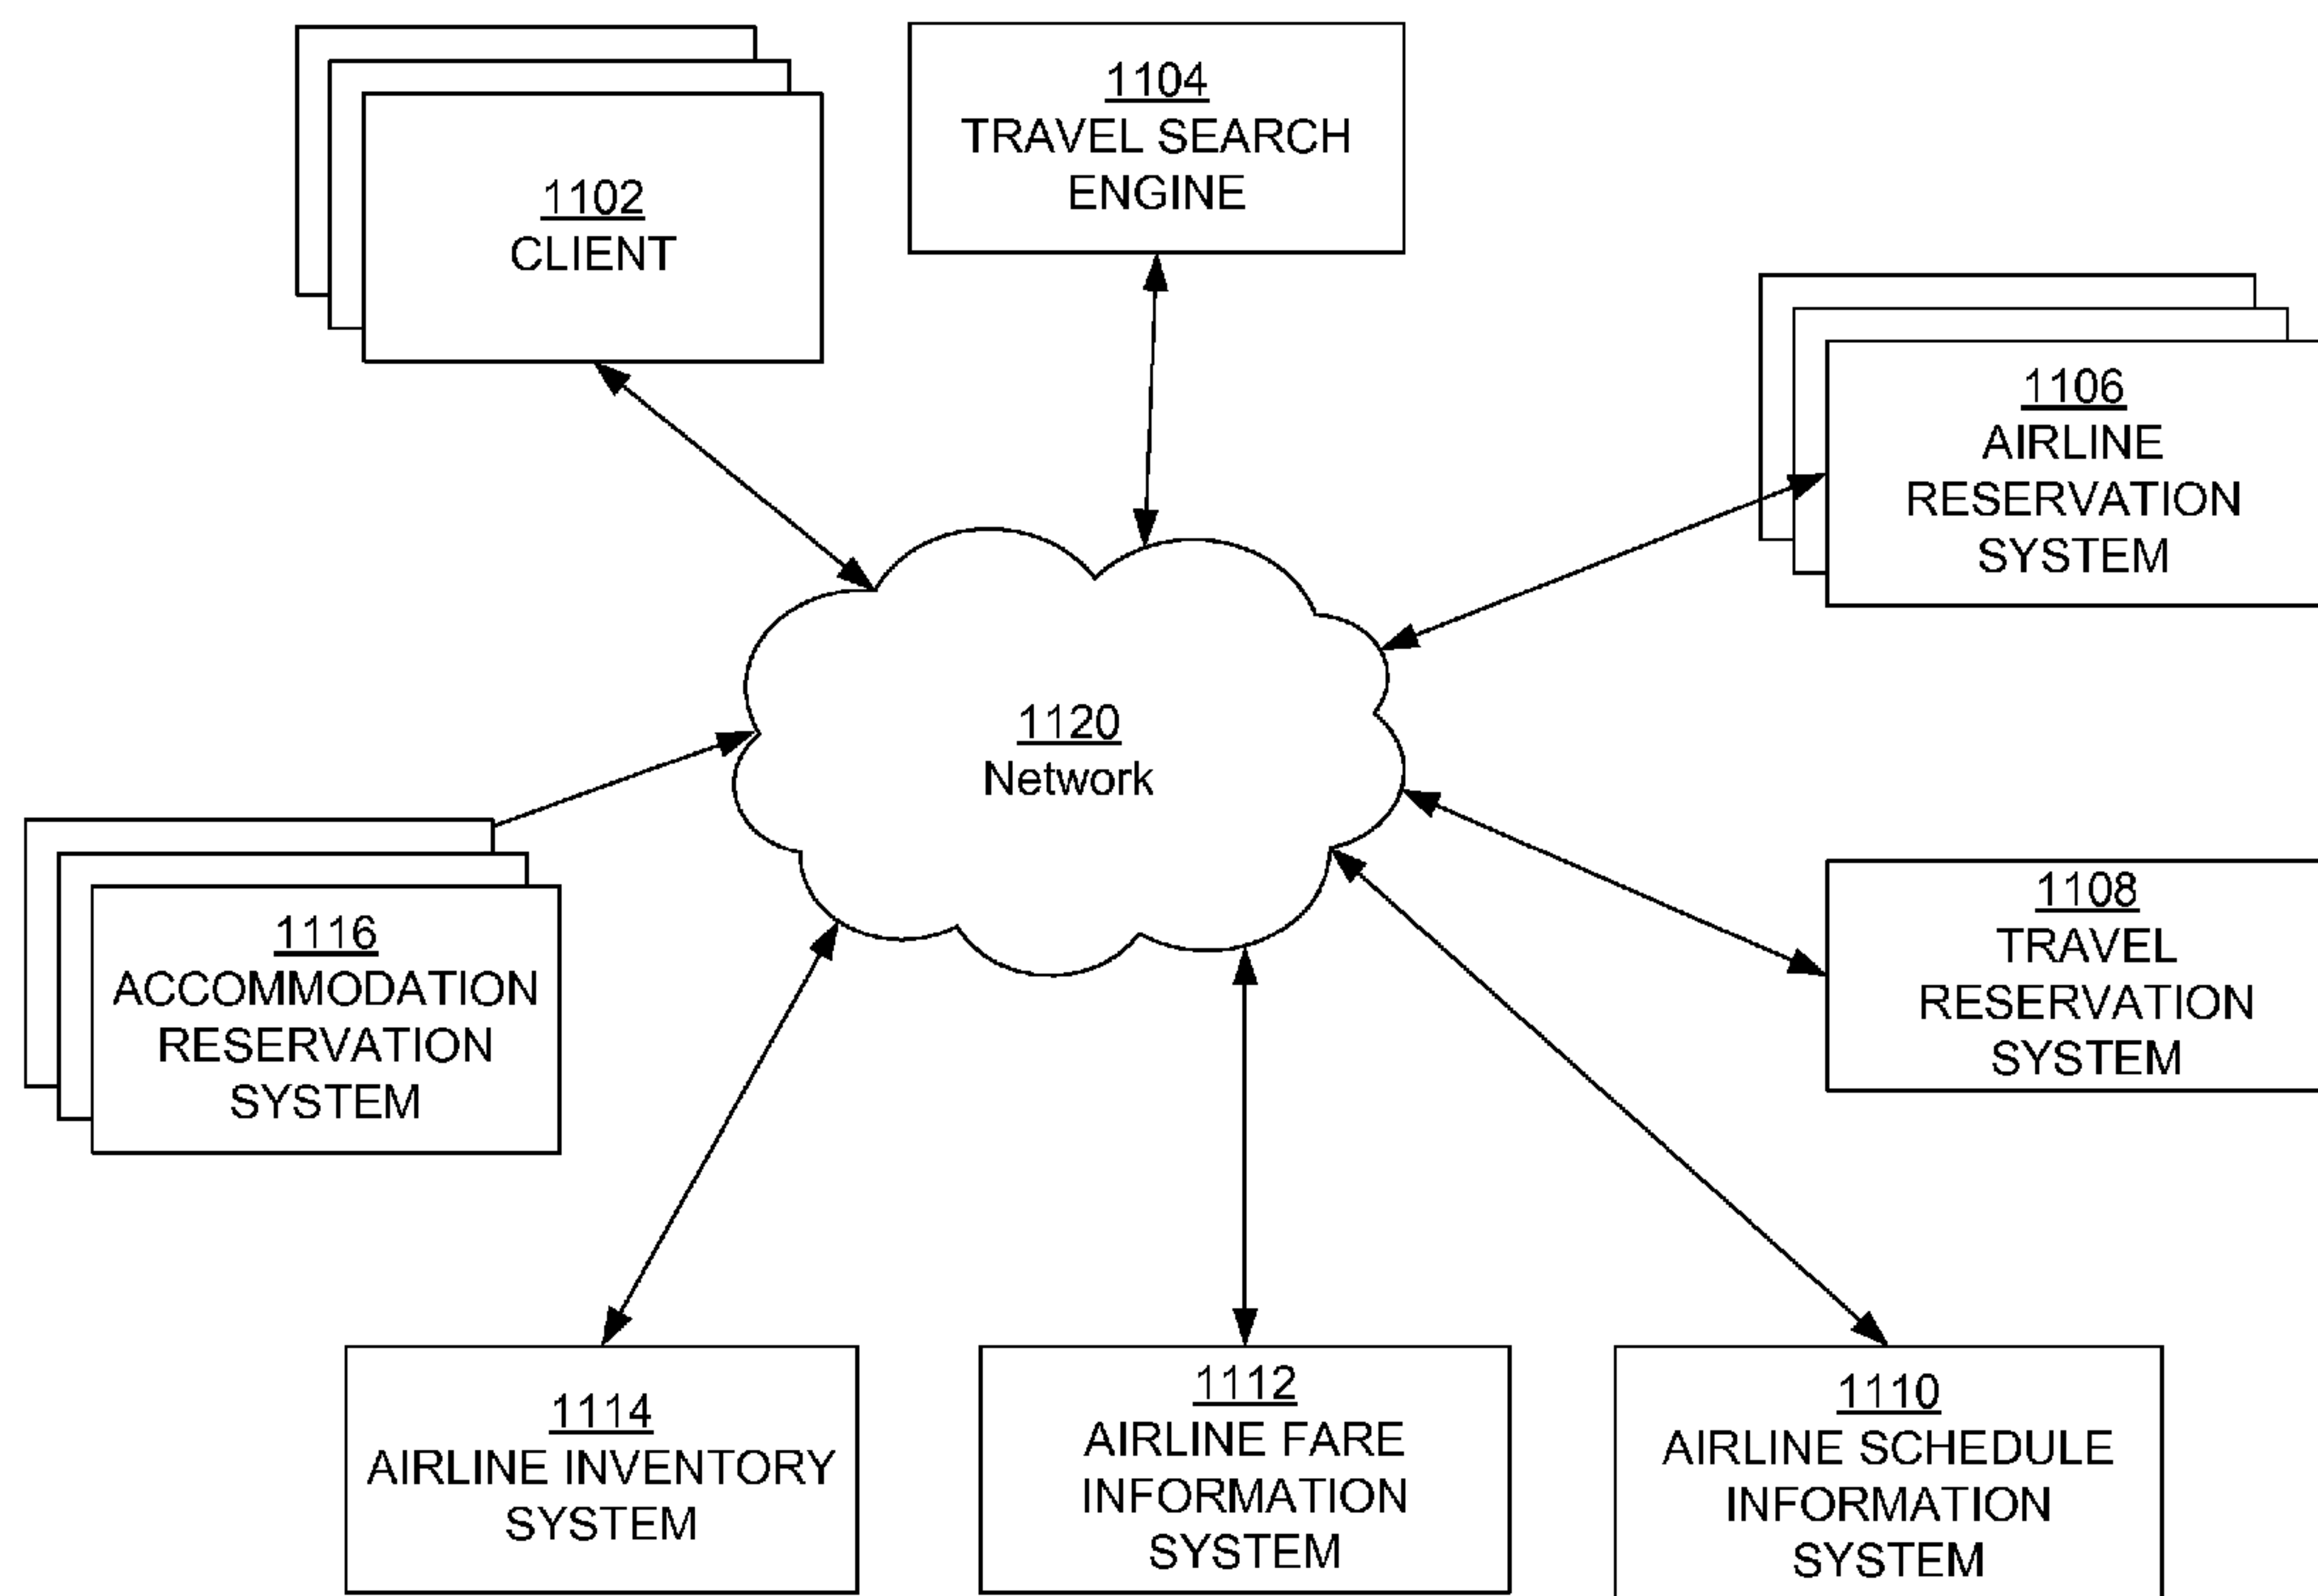 1104
TRAVEL SEARCH
ENGINE
1102
CLIENT
1106
AIRLINE
RESERVATION
SYSTEM
1120
Network
1108
TRAVEL
RESERVATION
SYSTEM
1116
ACCOMMODATION
RESERVATION
SYSTEM
1114
AIRLINE INVENTORY
SYSTEM
1112
AIRLINE FARE
INFORMATION
SYSTEM
1110
AIRLINE SCHEDULE
INFORMATION
SYSTEM